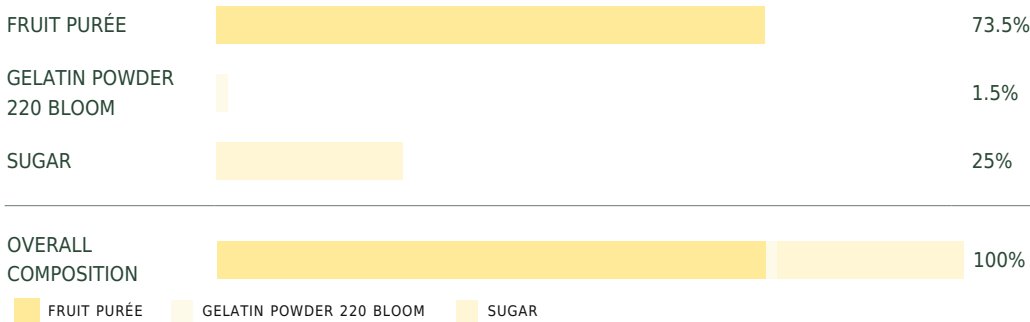 FRUIT PURÉE 73.5%
GELATIN POWDER
220 BLOOM 1.5%
SUGAR 25%
OVERALL
COMPOSITION 100%
FRUIT PURÉE GELATIN POWDER 220 BLOOM SUGAR